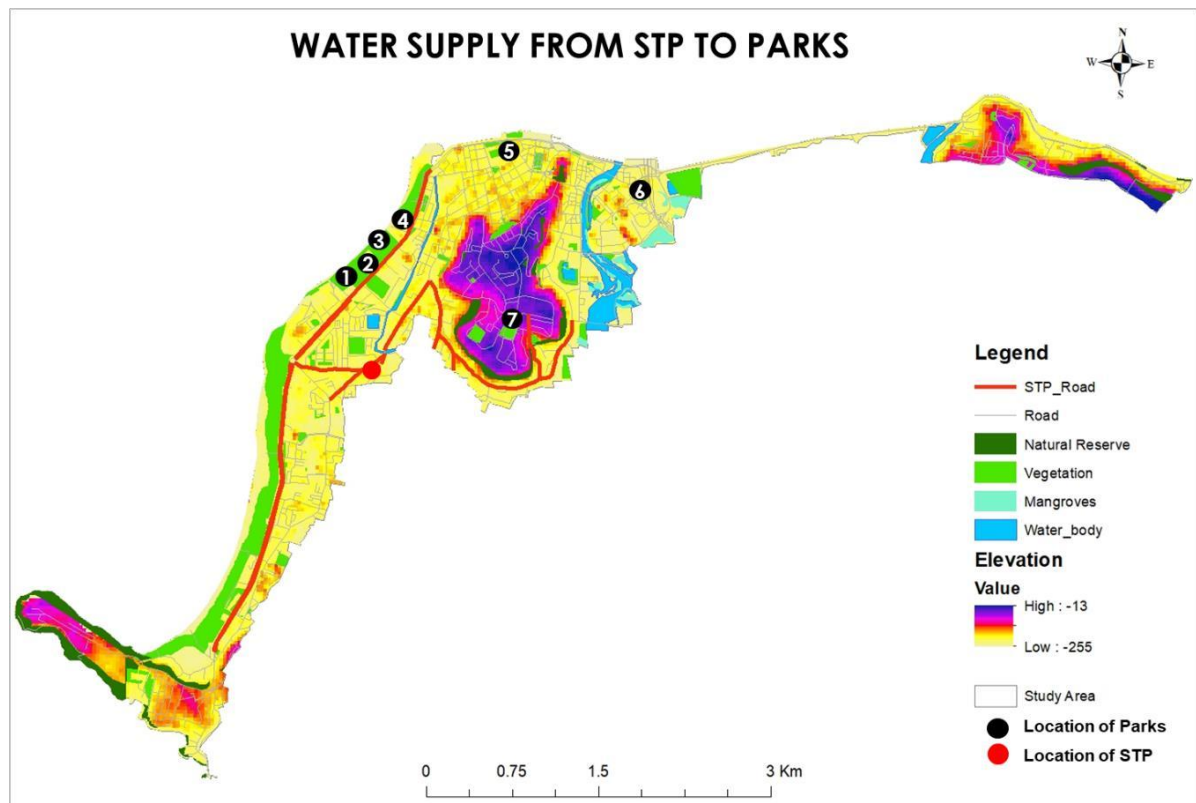 WATER SUPPLY FROM STP TO PARKS
N
W E
S
5
6
4
3
2
1
7
Legend
STP_Road
Road
Natural Reserve
Vegetation
Mangroves
Water_body
Elevation
Value
High : -13
Low : -255
Study Area
Location of Parks
Location of STP
0 0.75 1.5 3 Km